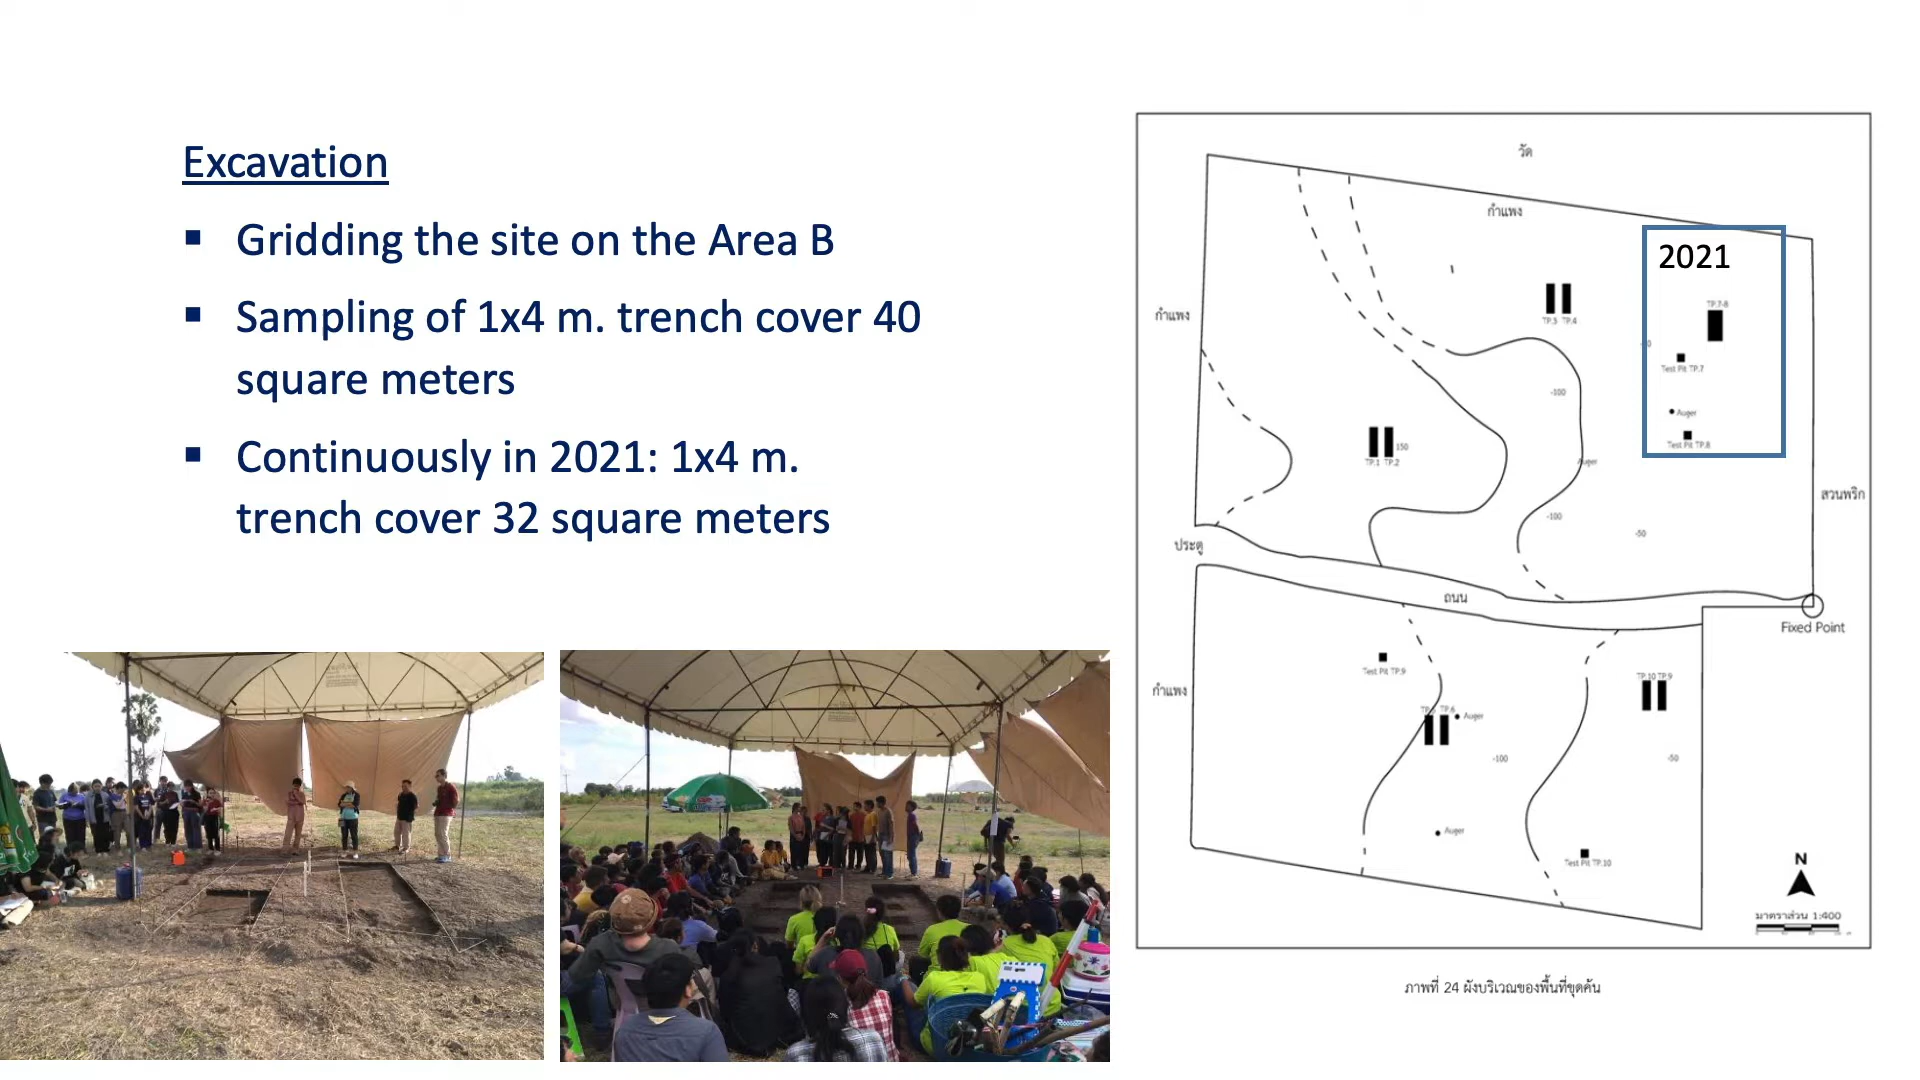 Excavation
▪ Gridding the site on the Area B
▪ Sampling of 1x4 m. trench cover 40
square meters
▪ Continuously in 2021: 1x4 m.
trench cover 32 square meters
วัด
กำแพง
2021
TP.7-8
TP.3 TP.4
กำแพง
Test Pit TP.7
-100
Auger
Test Pit TP.8
150
TP.1 TP.2
Auger
สวนพริก
-100
-50
ประตู
ถนน
Fixed Point
Test Pit TP.9
TP.10 TP.9
กำแพง
TP.6
Auger
-100
-50
Auger
Test Pit TP.10
N
มาตราส่วน 1:400
ภาพที่ 24 ผังบริเวณของพื้นที่ขุดค้น